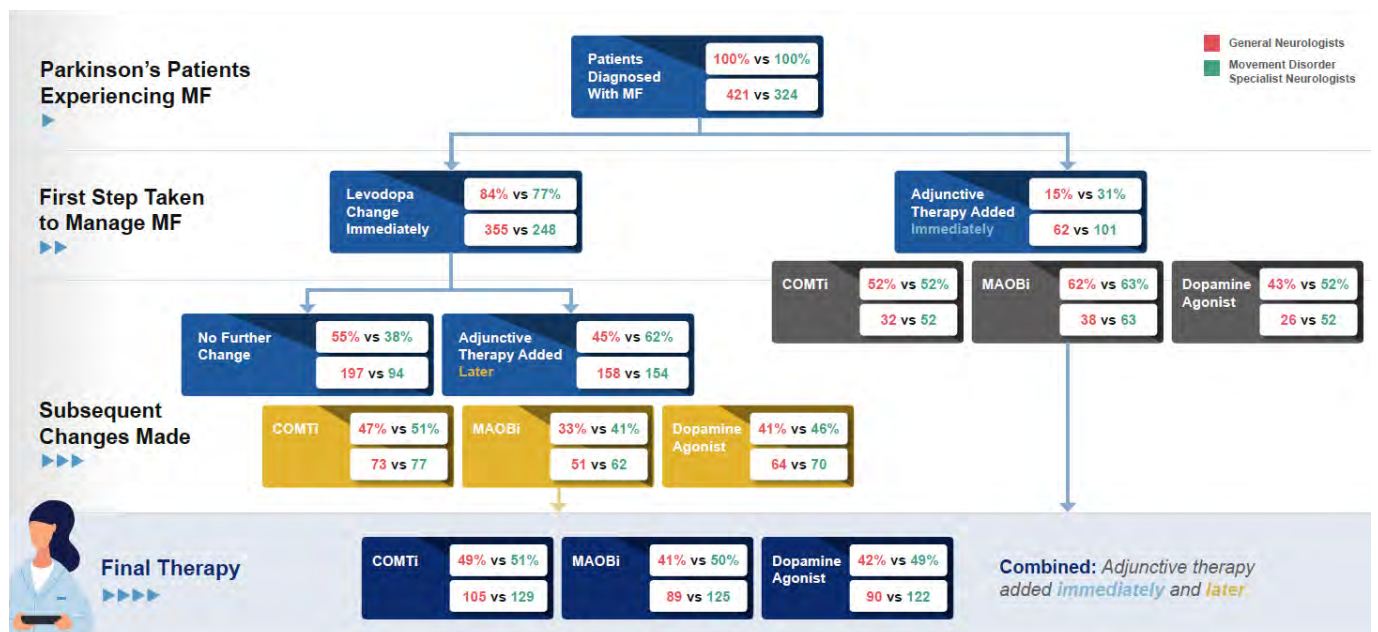 General Neurologists
Movement Disorder
Specialist Neurologists
Parkinson's Patients
Experiencing MF
Patients
Diagnosed
With MF
100% vs 100%
421 vs 324
First Step Taken
to Manage MF
Levodopa
Change
Immediately
84% vs 77%
355 vs 248
Adjunctive
Therapy Added
Immediately
15% vs 31%
62 vs 101
COMTi
52% vs 52%
32 vs 52
MAOBi
62% vs 63%
38 vs 63
Dopamine
Agonist
43% vs 52%
26 vs 52
No Further
Change
55% vs 38%
197 vs 94
Adjunctive
Therapy Added
Later
45% vs 62%
158 vs 154
Subsequent
Changes Made
COMTi
47% vs 51%
73 vs 77
MAOBi
33% vs 41%
51 vs 62
Dopamine
Agonist
41% vs 46%
64 vs 70
Final Therapy
COMTi
49% vs 51%
105 vs 129
MAOBi
41% vs 50%
89 vs 125
Dopamine
Agonist
42% vs 49%
90 vs 122
Combined: Adjunctive therapy
added immediately and later